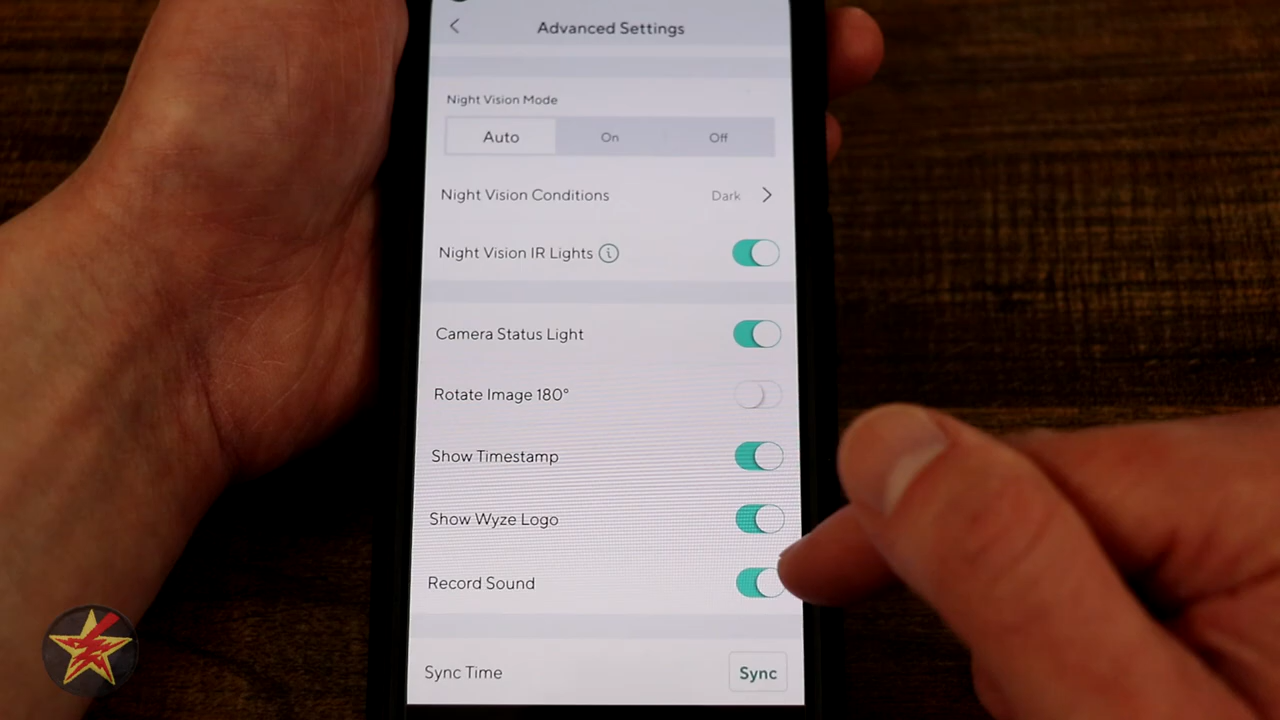 Advanced Settings
Night Vision Mode
Auto On Off
Night Vision Conditions Dark
Night Vision IR Lights i
Camera Status Light
Rotate Image 180°
Show Timestamp
Show Wyze Logo
Record Sound
Sync Time Sync